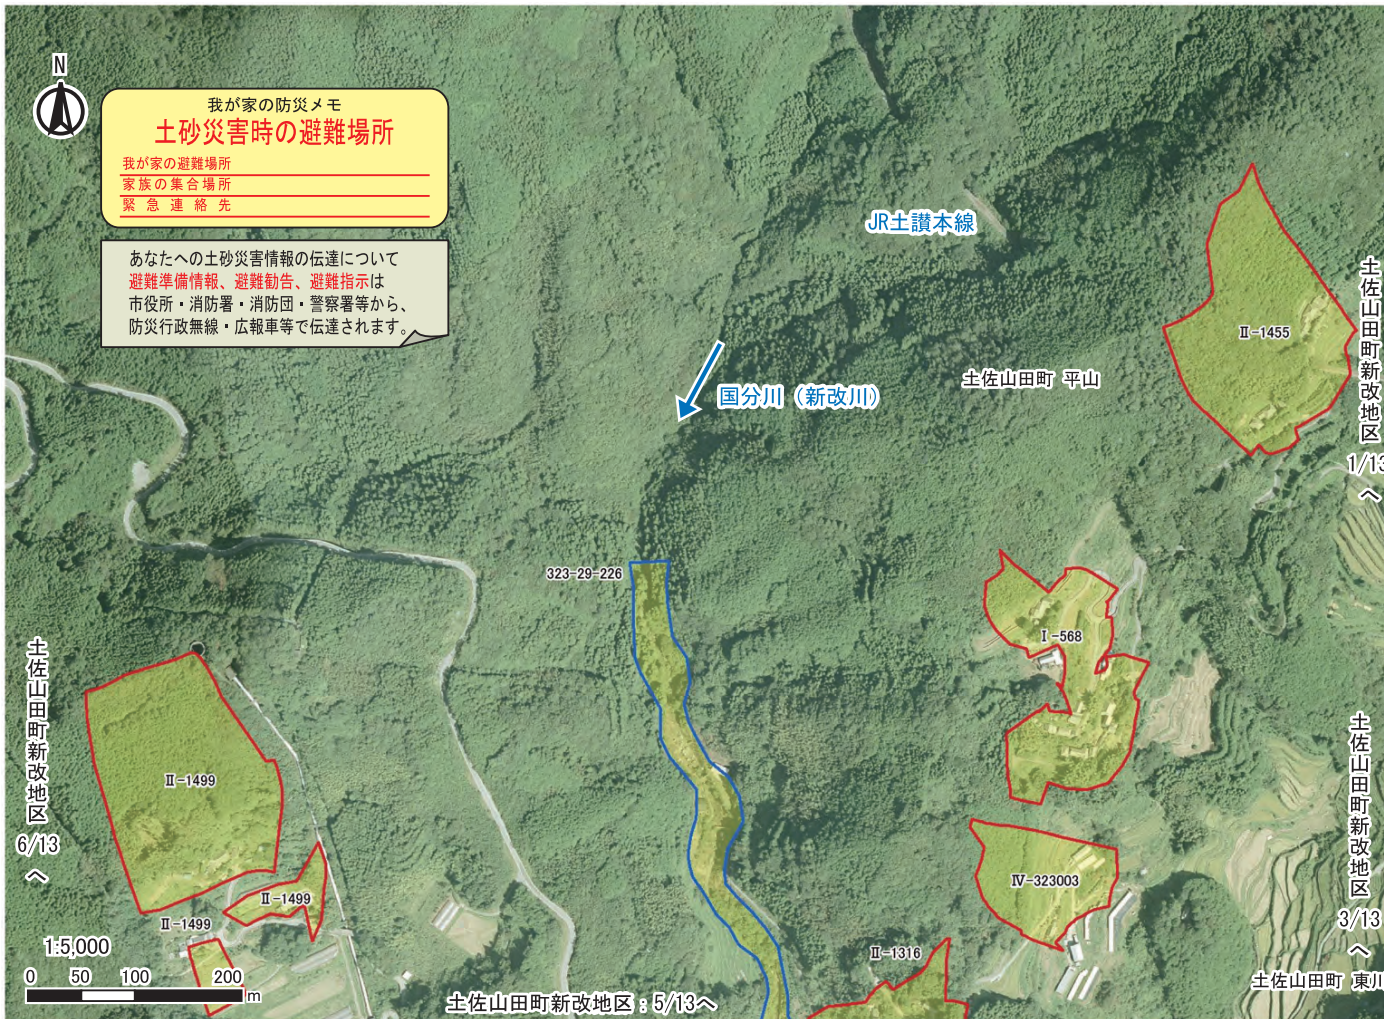 N
我が家の防災メモ
土砂災害時の避難場所
我が家の避難場所
家族の集合場所
緊急連絡先
あなたへの土砂災害情報の伝達について
避難準備情報、避難勧告、避難指示は
市役所・消防署・消防団・警察署等から、
防災行政無線・広報車等で伝達されます。
JR土讃本線
国分川（新改川）
土佐山田町 平山
Ⅱ-1455
土佐山田町新改地区
1/13
へ
323-29-226
Ⅰ-568
土佐山田町新改地区
6/13
へ
Ⅱ-1499
Ⅱ-1499
Ⅱ-1499
Ⅳ-323003
土佐山田町新改地区
3/13
へ
Ⅱ-1316
土佐山田町 東川
1:5,000
0 50 100 200
m
土佐山田町新改地区：5/13へ